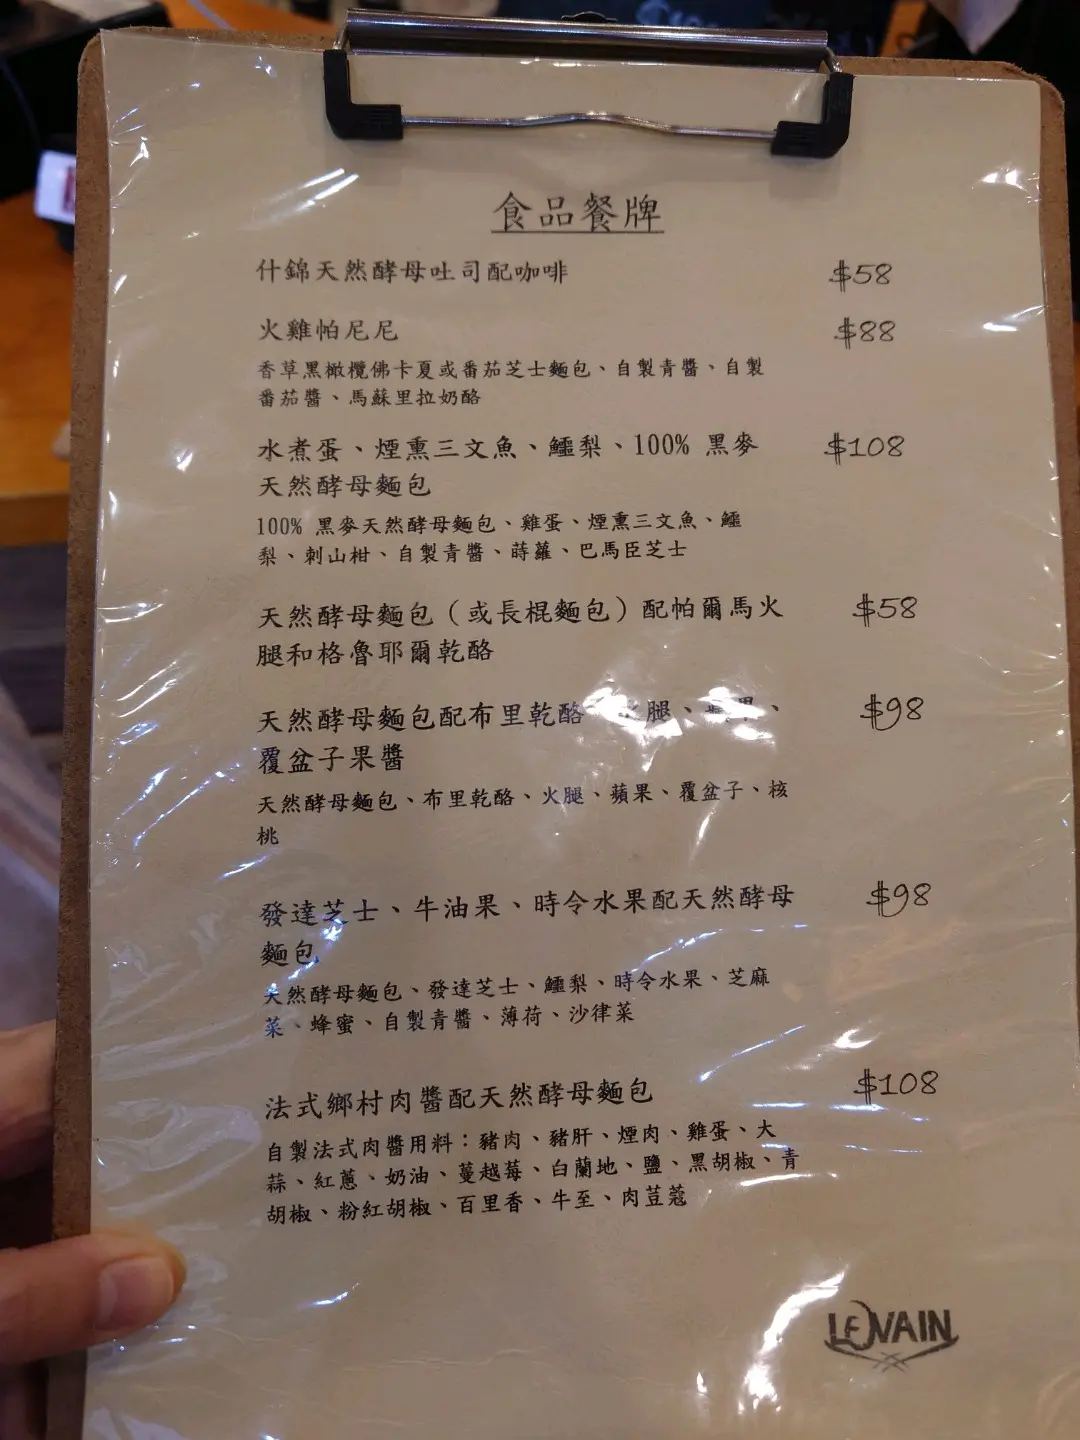 食品餐牌
什錦天然酵母吐司配咖啡 $58
火雞帕尼尼 $88
香草黑橄欖佛卡夏或番茄芝士麵包、自製青醬、自製
番茄醬、馬蘇里拉奶酪
水煮蛋、煙熏三文魚、鱷梨、100% 黑麥 $108
天然酵母麵包
100% 黑麥天然酵母麵包、雞蛋、煙熏三文魚、鱷
梨、刺山柑、自製青醬、蒔蘿、巴馬臣芝士
天然酵母麵包（或長棍麵包）配帕爾馬火 $58
腿和格魯耶爾乾酪
天然酵母麵包配布里乾酪、火腿、蘋果、 $98
覆盆子果醬
天然酵母麵包、布里乾酪、火腿、蘋果、覆盆子、核
桃
發達芝士、牛油果、時令水果配天然酵母 $98
麵包
天然酵母麵包、發達芝士、鱷梨、時令水果、芝麻
菜、蜂蜜、自製青醬、薄荷、沙律菜
法式鄉村肉醬配天然酵母麵包 $108
自製法式肉醬用料：豬肉、豬肝、煙肉、雞蛋、大
蒜、紅蔥、奶油、蔓越莓、白蘭地、鹽、黑胡椒、青
胡椒、粉紅胡椒、百里香、牛至、肉荳蔻
LEVAIN